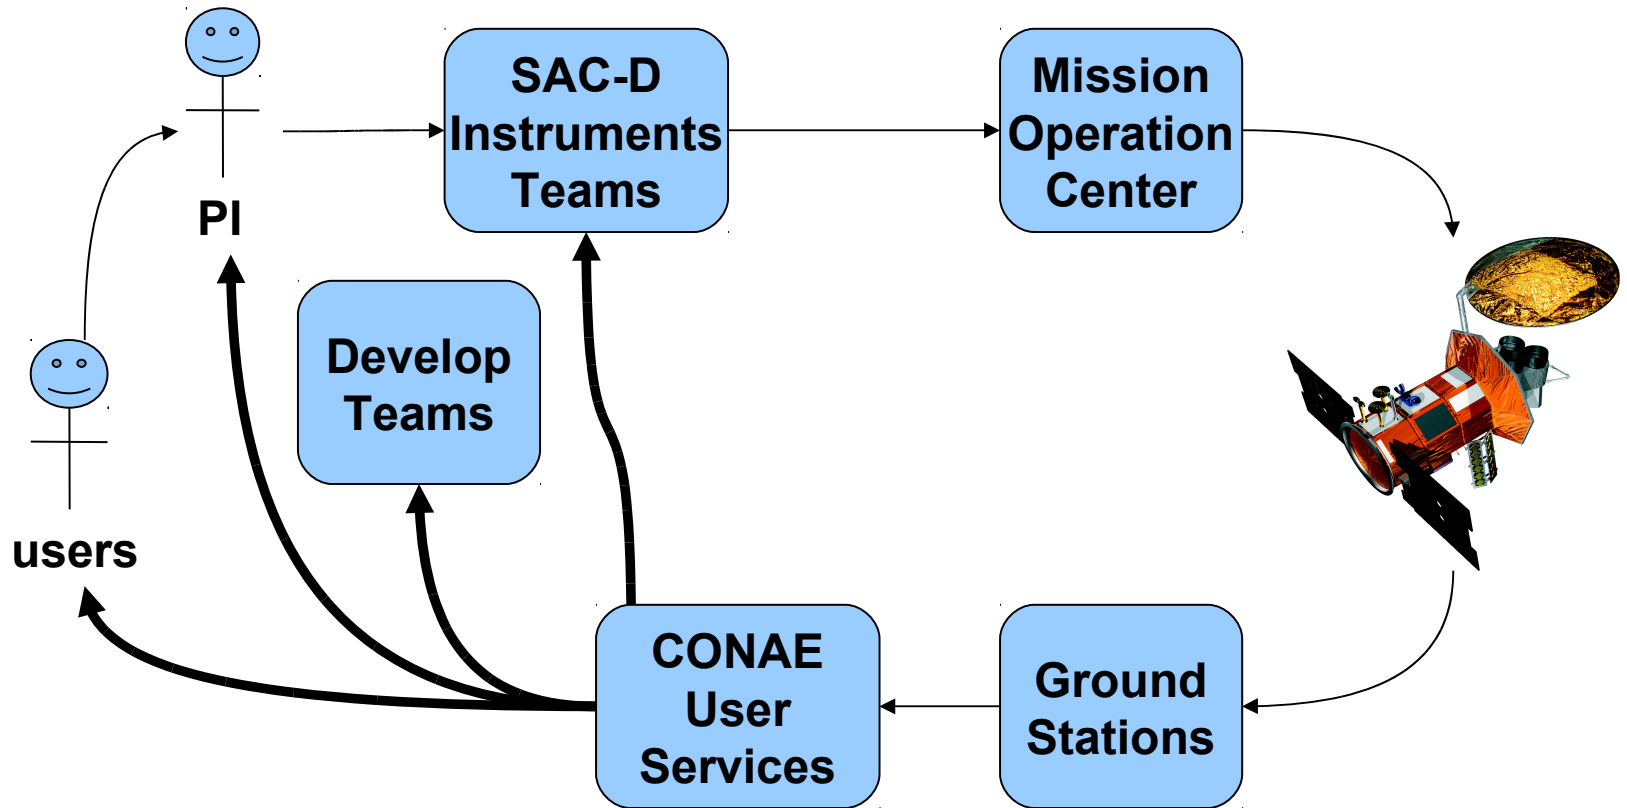 SAC-D
Instruments
Teams
Mission
Operation
Center
PI
Develop
Teams
users
CONAE
User
Services
Ground
Stations